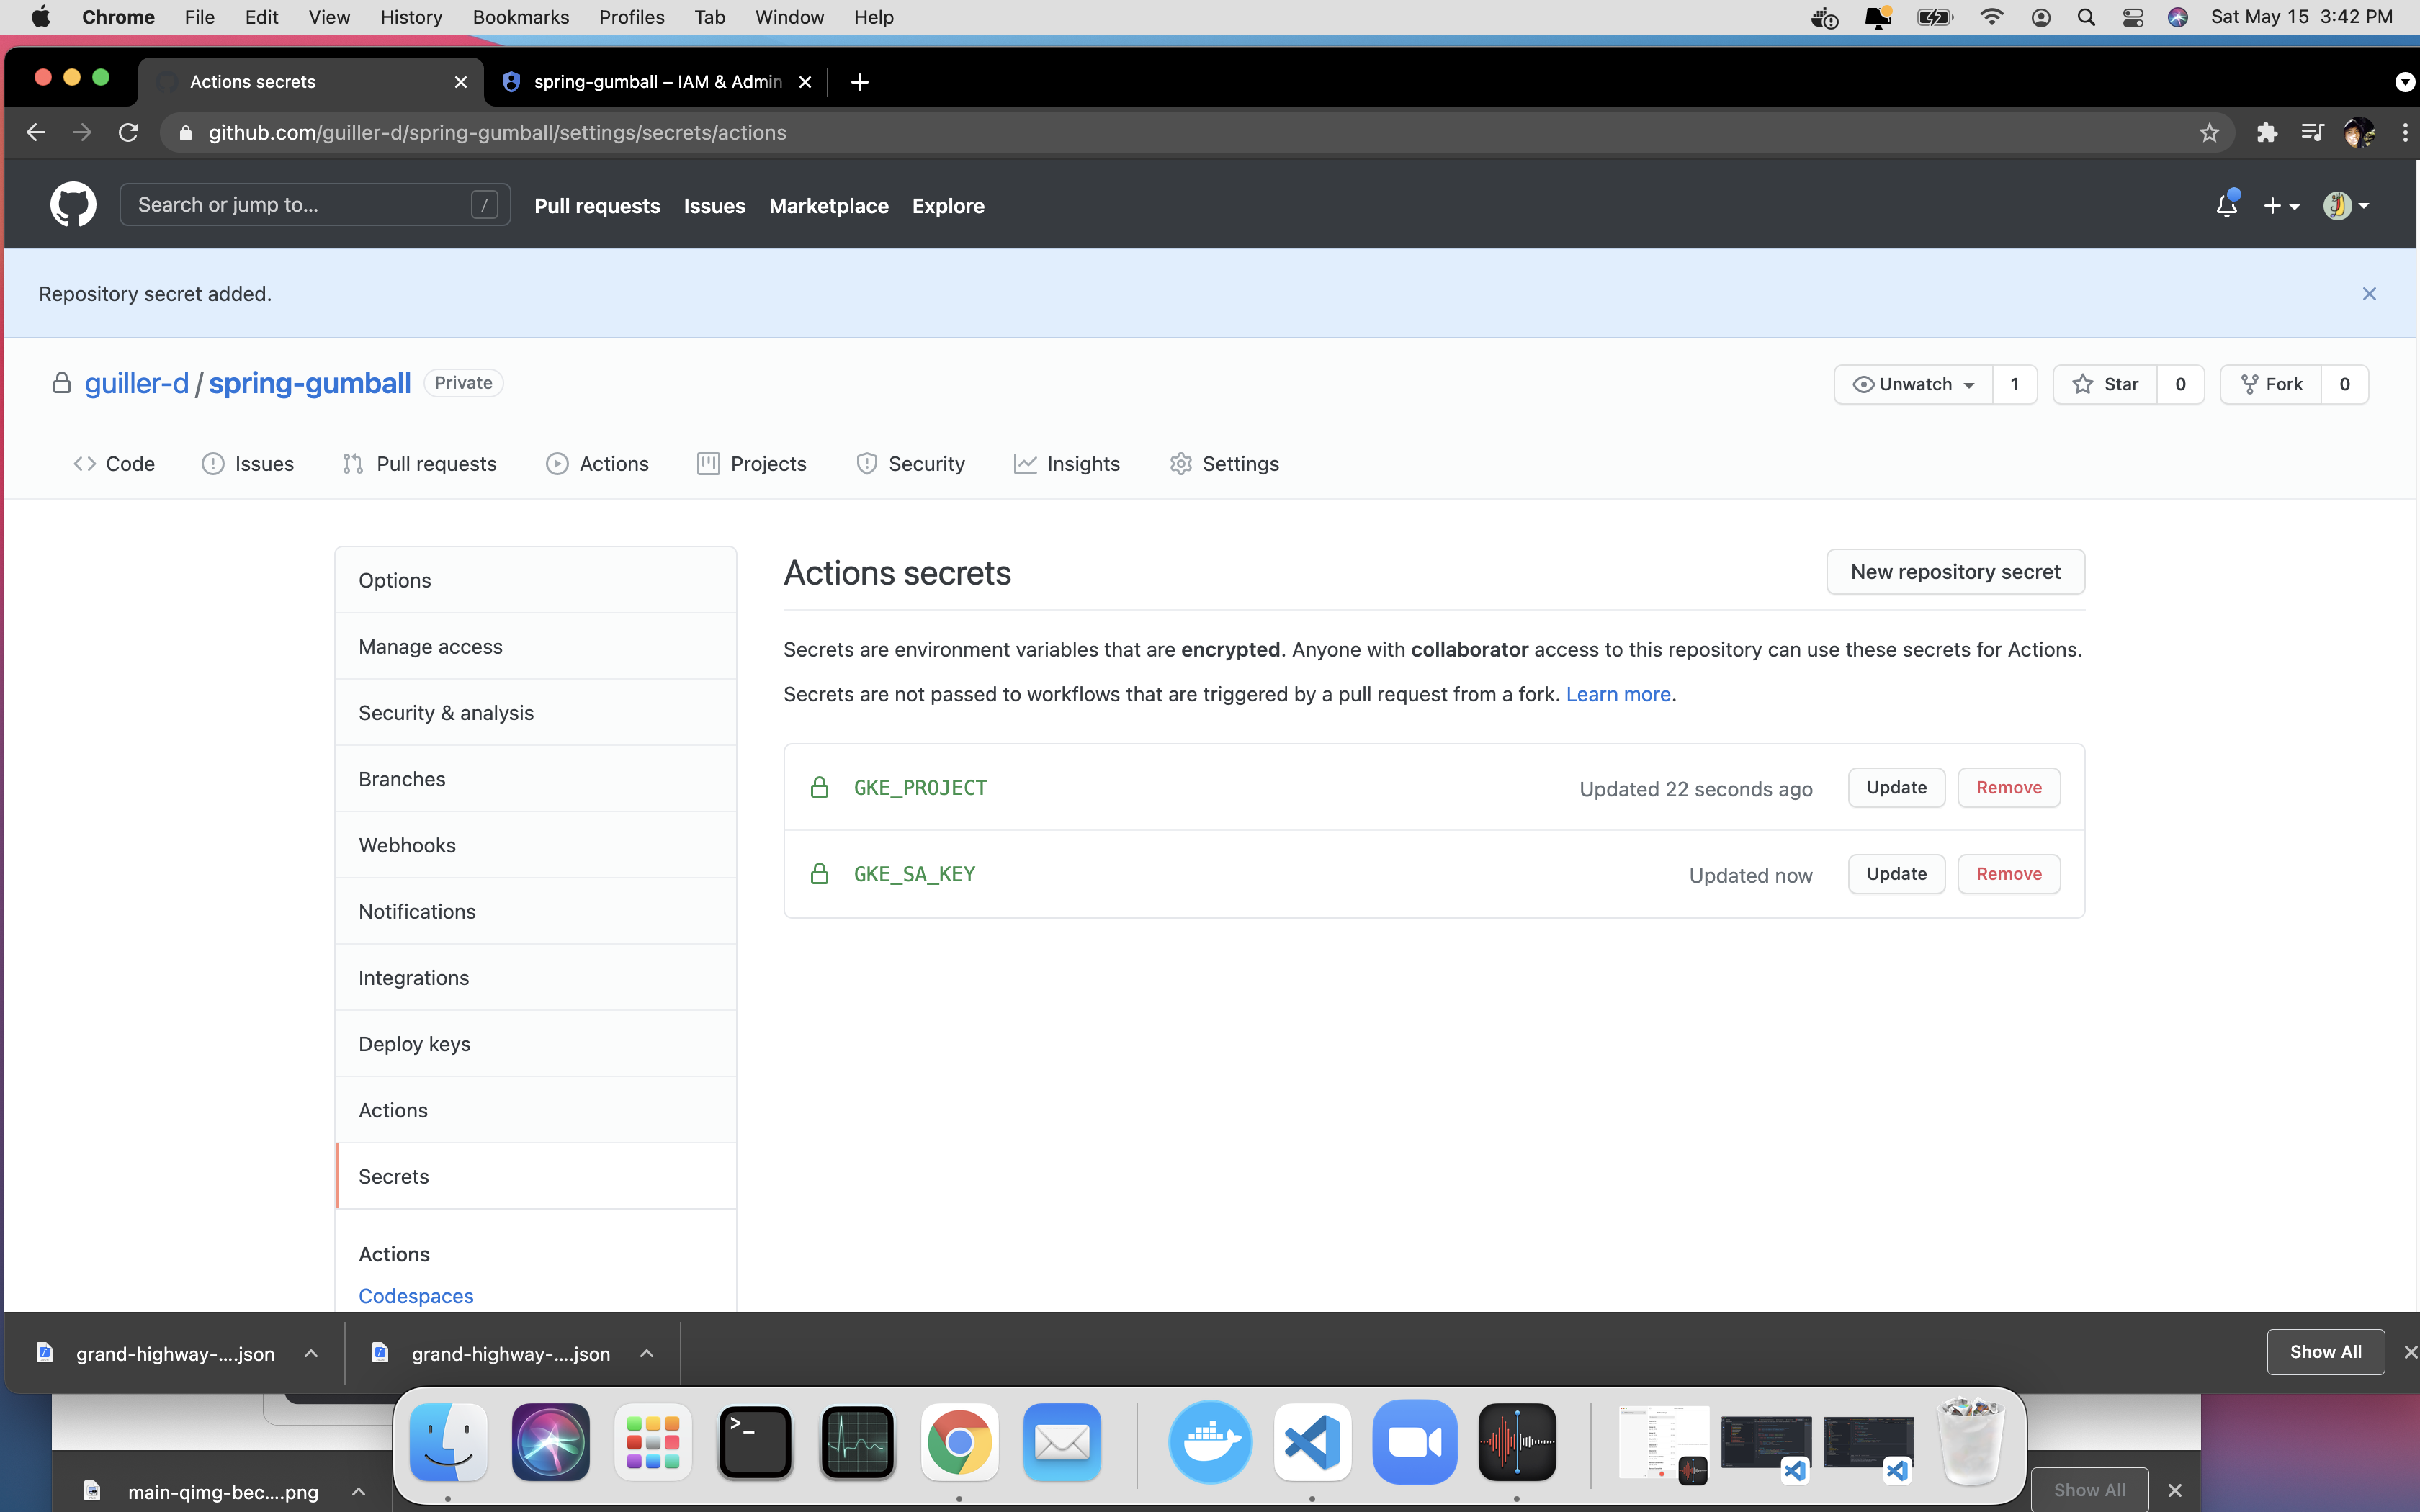 Chrome File Edit View History Bookmarks Profiles Tab Window Help Sat May 15 3:42 PM
Actions secrets spring-gumball – IAM & Admin
github.com/guiller-d/spring-gumball/settings/secrets/actions
Search or jump to... / Pull requests Issues Marketplace Explore
Repository secret added.
guiller-d / spring-gumball Private Unwatch 1 Star 0 Fork 0
Code Issues Pull requests Actions Projects Security Insights Settings
Options
Manage access
Security & analysis
Branches
Webhooks
Notifications
Integrations
Deploy keys
Actions
Secrets
Actions
Codespaces
Actions secrets New repository secret
Secrets are environment variables that are encrypted. Anyone with collaborator access to this repository can use these secrets for Actions.
Secrets are not passed to workflows that are triggered by a pull request from a fork. Learn more.
GKE_PROJECT Updated 22 seconds ago Update Remove
GKE_SA_KEY Updated now Update Remove
grand-highway-....json grand-highway-....json Show All
main-qimg-bec....png Show All